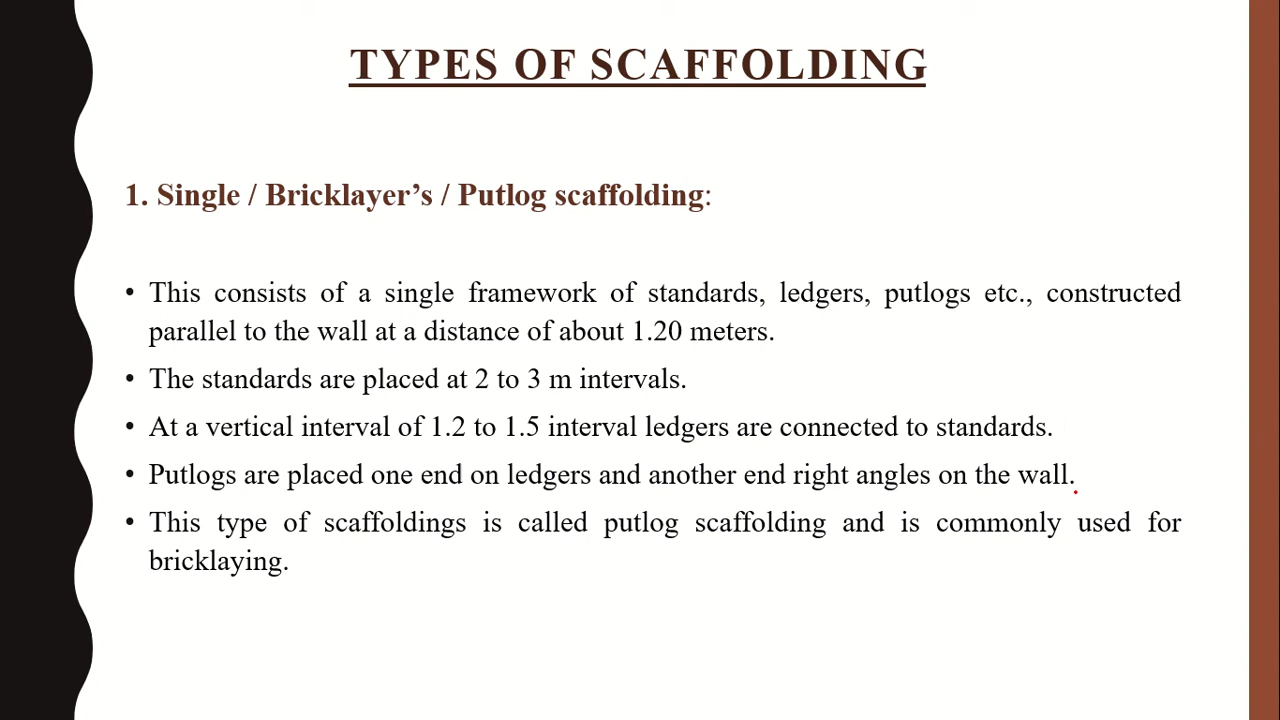 TYPES OF SCAFFOLDING
1. Single / Bricklayer’s / Putlog scaffolding:
• This consists of a single framework of standards, ledgers, putlogs etc., constructed
parallel to the wall at a distance of about 1.20 meters.
• The standards are placed at 2 to 3 m intervals.
• At a vertical interval of 1.2 to 1.5 interval ledgers are connected to standards.
• Putlogs are placed one end on ledgers and another end right angles on the wall.
• This type of scaffoldings is called putlog scaffolding and is commonly used for
bricklaying.